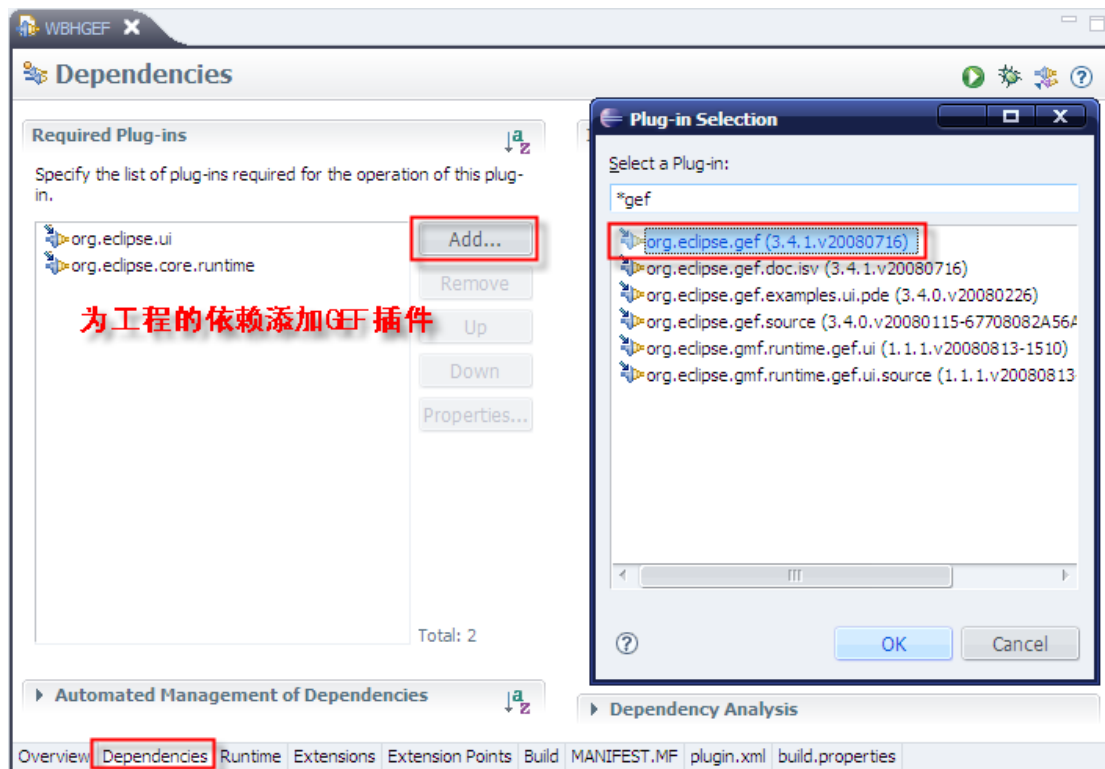 WBHGEF
Dependencies
Required Plug-ins
Specify the list of plug-ins required for the operation of this plug-
in.
org.eclipse.ui
org.eclipse.core.runtime
为工程的依赖添加GEF插件
Add...
Remove
Up
Down
Properties...
Total: 2
Automated Management of Dependencies
Plug-in Selection
Select a Plug-in:
*gef
org.eclipse.gef (3.4.1.v20080716)
org.eclipse.gef.doc.isv (3.4.1.v20080716)
org.eclipse.gef.examples.ui.pde (3.4.0.v20080226)
org.eclipse.gef.source (3.4.0.v20080115-67708082A56A
org.eclipse.gmf.runtime.gef.ui (1.1.1.v20080813-1510)
org.eclipse.gmf.runtime.gef.ui.source (1.1.1.v20080813-
OK
Cancel
Dependency Analysis
Overview Dependencies Runtime Extensions Extension Points Build MANIFEST.MF plugin.xml build.properties